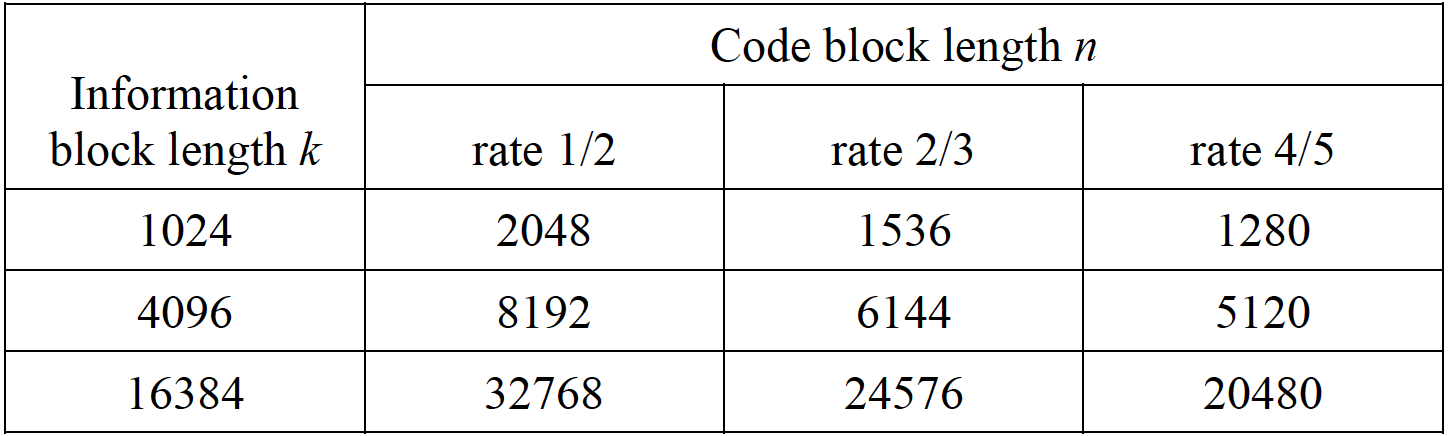 Information
block length k
Code block length n
rate 1/2 rate 2/3 rate 4/5
1024 2048 1536 1280
4096 8192 6144 5120
16384 32768 24576 20480